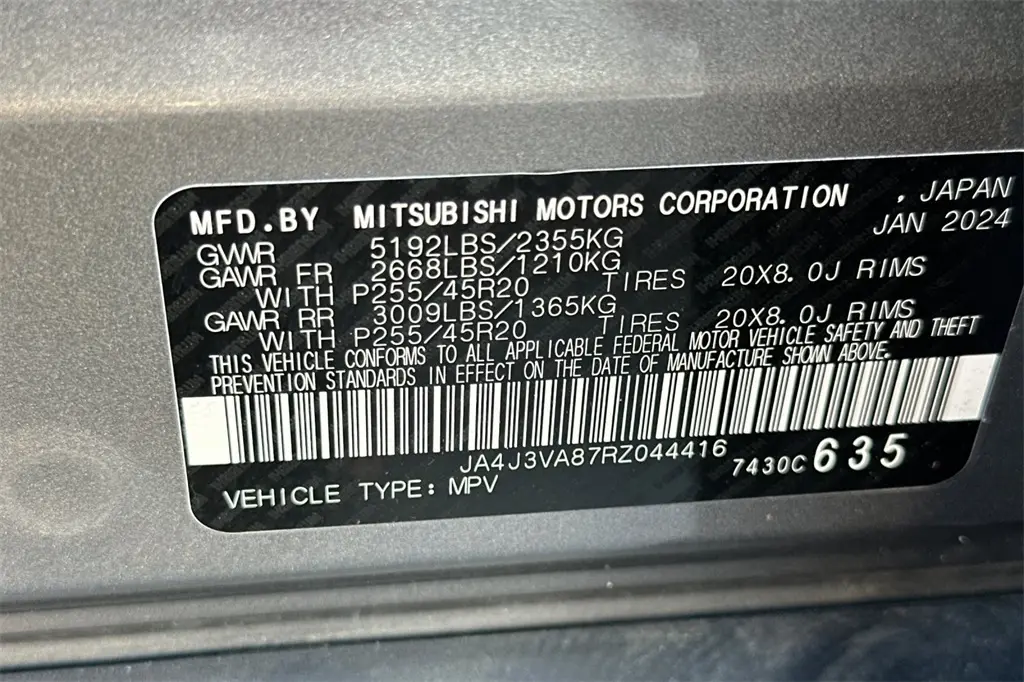 MFD.BY MITSUBISHI MOTORS CORPORATION , JAPAN
JAN 2024
GVWR 5192LBS/2355KG
GAWR FR 2668LBS/1210KG
WITH P255/45R20 TIRES 20X8.0J RIMS
GAWR RR 3009LBS/1365KG
WITH P255/45R20 TIRES 20X8.0J RIMS
THIS VEHICLE CONFORMS TO ALL APPLICABLE FEDERAL MOTOR VEHICLE SAFETY AND THEFT
PREVENTION STANDARDS IN EFFECT ON THE DATE OF MANUFACTURE SHOWN ABOVE.
JA4J3VA87RZ044416 7430C 635
VEHICLE TYPE: MPV